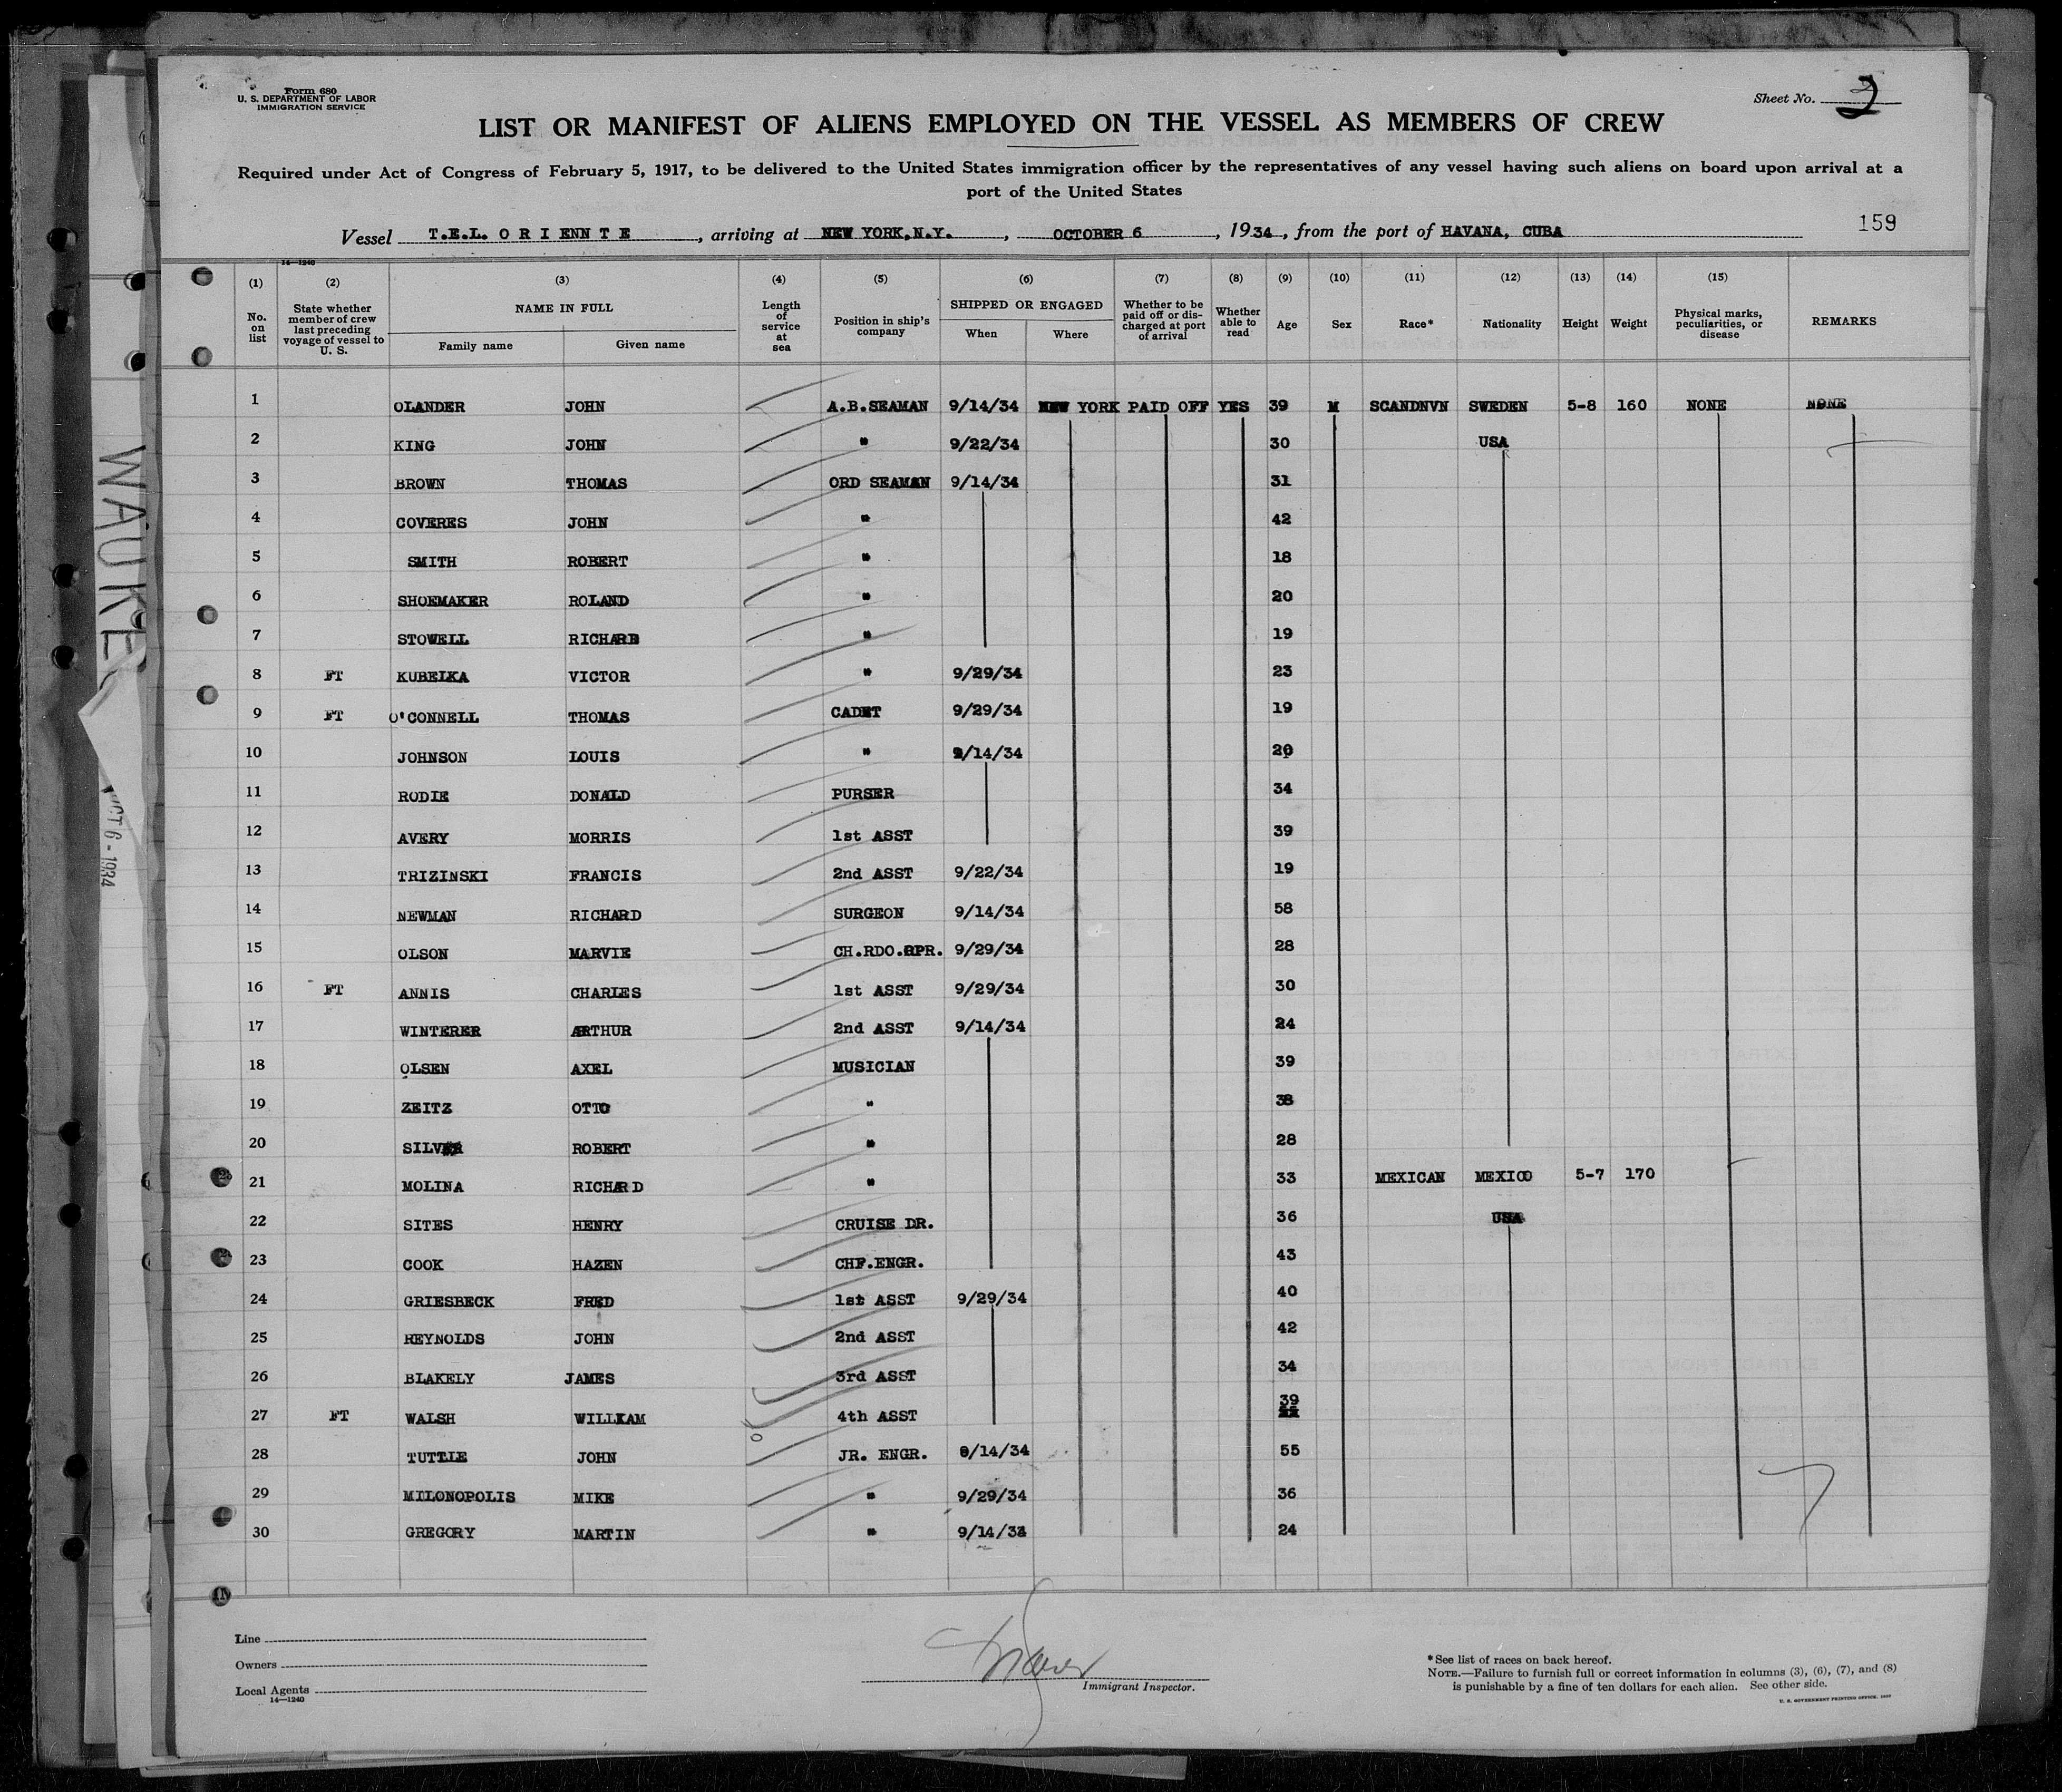 Form 680
U. S. DEPARTMENT OF LABOR
IMMIGRATION SERVICE
Sheet No. 2
LIST OR MANIFEST OF ALIENS EMPLOYED ON THE VESSEL AS MEMBERS OF CREW
Required under Act of Congress of February 5, 1917, to be delivered to the United States immigration officer by the representatives of any vessel having such aliens on board upon arrival at a
port of the United States
159
Vessel T.E.L. O R I ENN T E, arriving at NEW YORK,N.Y., OCTOBER 6, 1934, from the port of HAVANA, CUBA
14—1240
(1) (2) (3) (4) (5) (6) (7) (8) (9) (10) (11) (12) (13) (14) (15)
No. on list
State whether member of crew last preceding voyage of vessel to U. S.
NAME IN FULL
Family name Given name
Length of service at sea
Position in ship's company
SHIPPED OR ENGAGED
When Where
Whether to be paid off or discharged at port of arrival
Whether able to read
Age Sex Race* Nationality Height Weight
Physical marks, peculiarities, or disease
REMARKS
1 OLANDER JOHN A.B.SEAMAN 9/14/34 NEW YORK PAID OFF YES 39 M SCANDNVN SWEDEN 5-8 160 NONE NONE
2 KING JOHN " 9/22/34 30 USA
3 BROWN THOMAS ORD SEAMAN 9/14/34 31
4 COVERES JOHN " 42
5 SMITH ROBERT " 18
6 SHOEMAKER ROLAND " 20
7 STOWELL RICHARD " 19
8 FT KUBEIKA VICTOR " 9/29/34 23
9 FT O'CONNELL THOMAS CADET 9/29/34 19
10 JOHNSON LOUIS " 9/14/34 20
11 RODIE DONALD PURSER 34
12 AVERY MORRIS 1st ASST 39
13 TRIZINSKI FRANCIS 2nd ASST 9/22/34 19
14 NEWMAN RICHARD SURGEON 9/14/34 58
15 OLSON MARVIE CH.RDO.OPR. 9/29/34 28
16 FT ANNIS CHARLES 1st ASST 9/29/34 30
17 WINTERER ARTHUR 2nd ASST 9/14/34 24
18 OLSEN AXEL MUSICIAN 39
19 ZEITZ OTTO " 38
20 SILVER ROBERT " 28
21 MOLINA RICHARD " 33 MEXICAN MEXICO 5-7 170
22 SITES HENRY CRUISE DR. 36 USA
23 COOK HAZEN CHF.ENGR. 43
24 GRIESBECK FRED 1st ASST 9/29/34 40
25 REYNOLDS JOHN 2nd ASST 42
26 BLAKELY JAMES 3rd ASST 34
27 FT WALSH WILLIAM 4th ASST 39
28 TUTTLE JOHN JR. ENGR. 9/14/34 55
29 MILONOPOLIS MIKE " 9/29/34 36
30 GREGORY MARTIN " 9/14/34 24
Line
Owners
Local Agents
14—1240
Immigrant Inspector.
*See list of races on back hereof.
NOTE.—Failure to furnish full or correct information in columns (3), (6), (7), and (8)
is punishable by a fine of ten dollars for each alien. See other side.
U. S. GOVERNMENT PRINTING OFFICE
WAUKE
OCT 6 - 1934